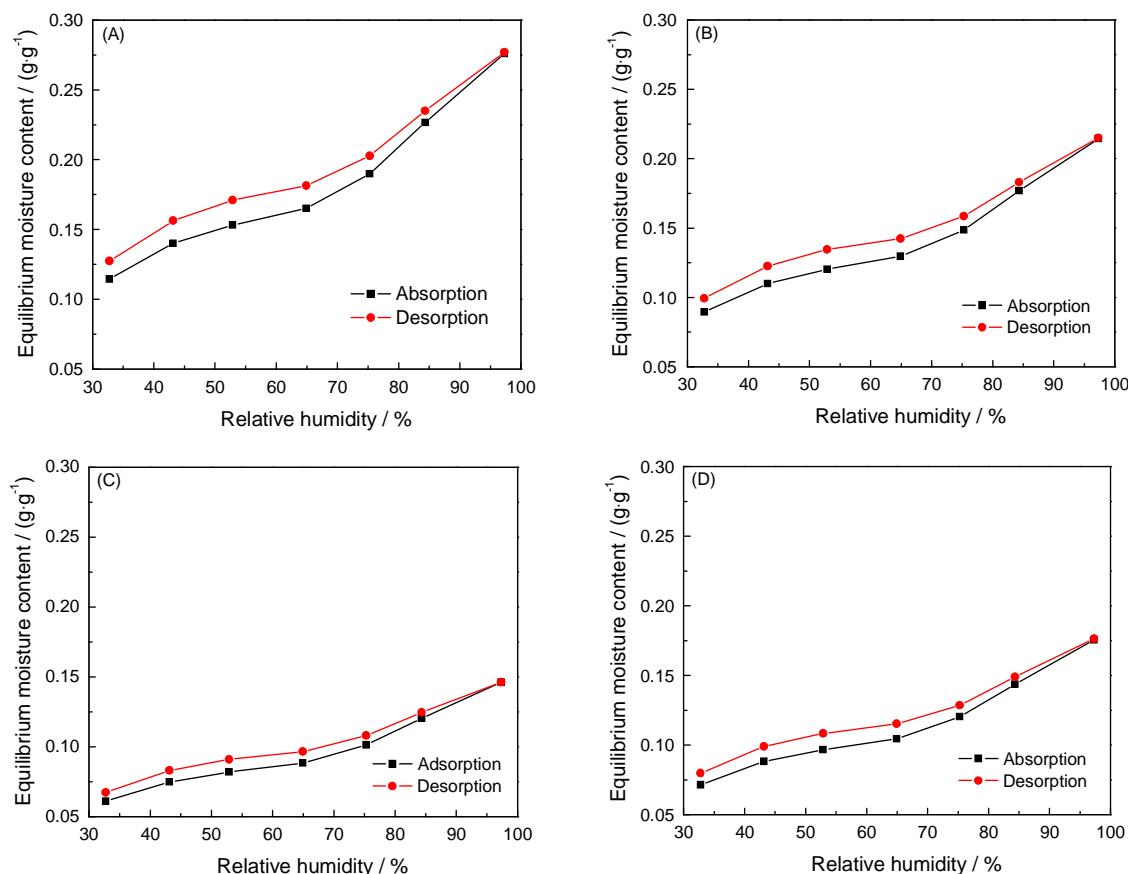 (A)
Equilibrium moisture content / (g·g⁻¹)
0.30
0.25
0.20
0.15
0.10
0.05
Absorption
Desorption
30 40 50 60 70 80 90 100
Relative humidity / %
(B)
Equilibrium moisture content / (g·g⁻¹)
0.30
0.25
0.20
0.15
0.10
0.05
Absorption
Desorption
30 40 50 60 70 80 90 100
Relative humidity / %
(C)
Equilibrium moisture content / (g·g⁻¹)
0.30
0.25
0.20
0.15
0.10
0.05
Adsorption
Desorption
30 40 50 60 70 80 90 100
Relative humidity / %
(D)
Equilibrium moisture content / (g·g⁻¹)
0.30
0.25
0.20
0.15
0.10
0.05
Absorption
Desorption
30 40 50 60 70 80 90 100
Relative humidity / %